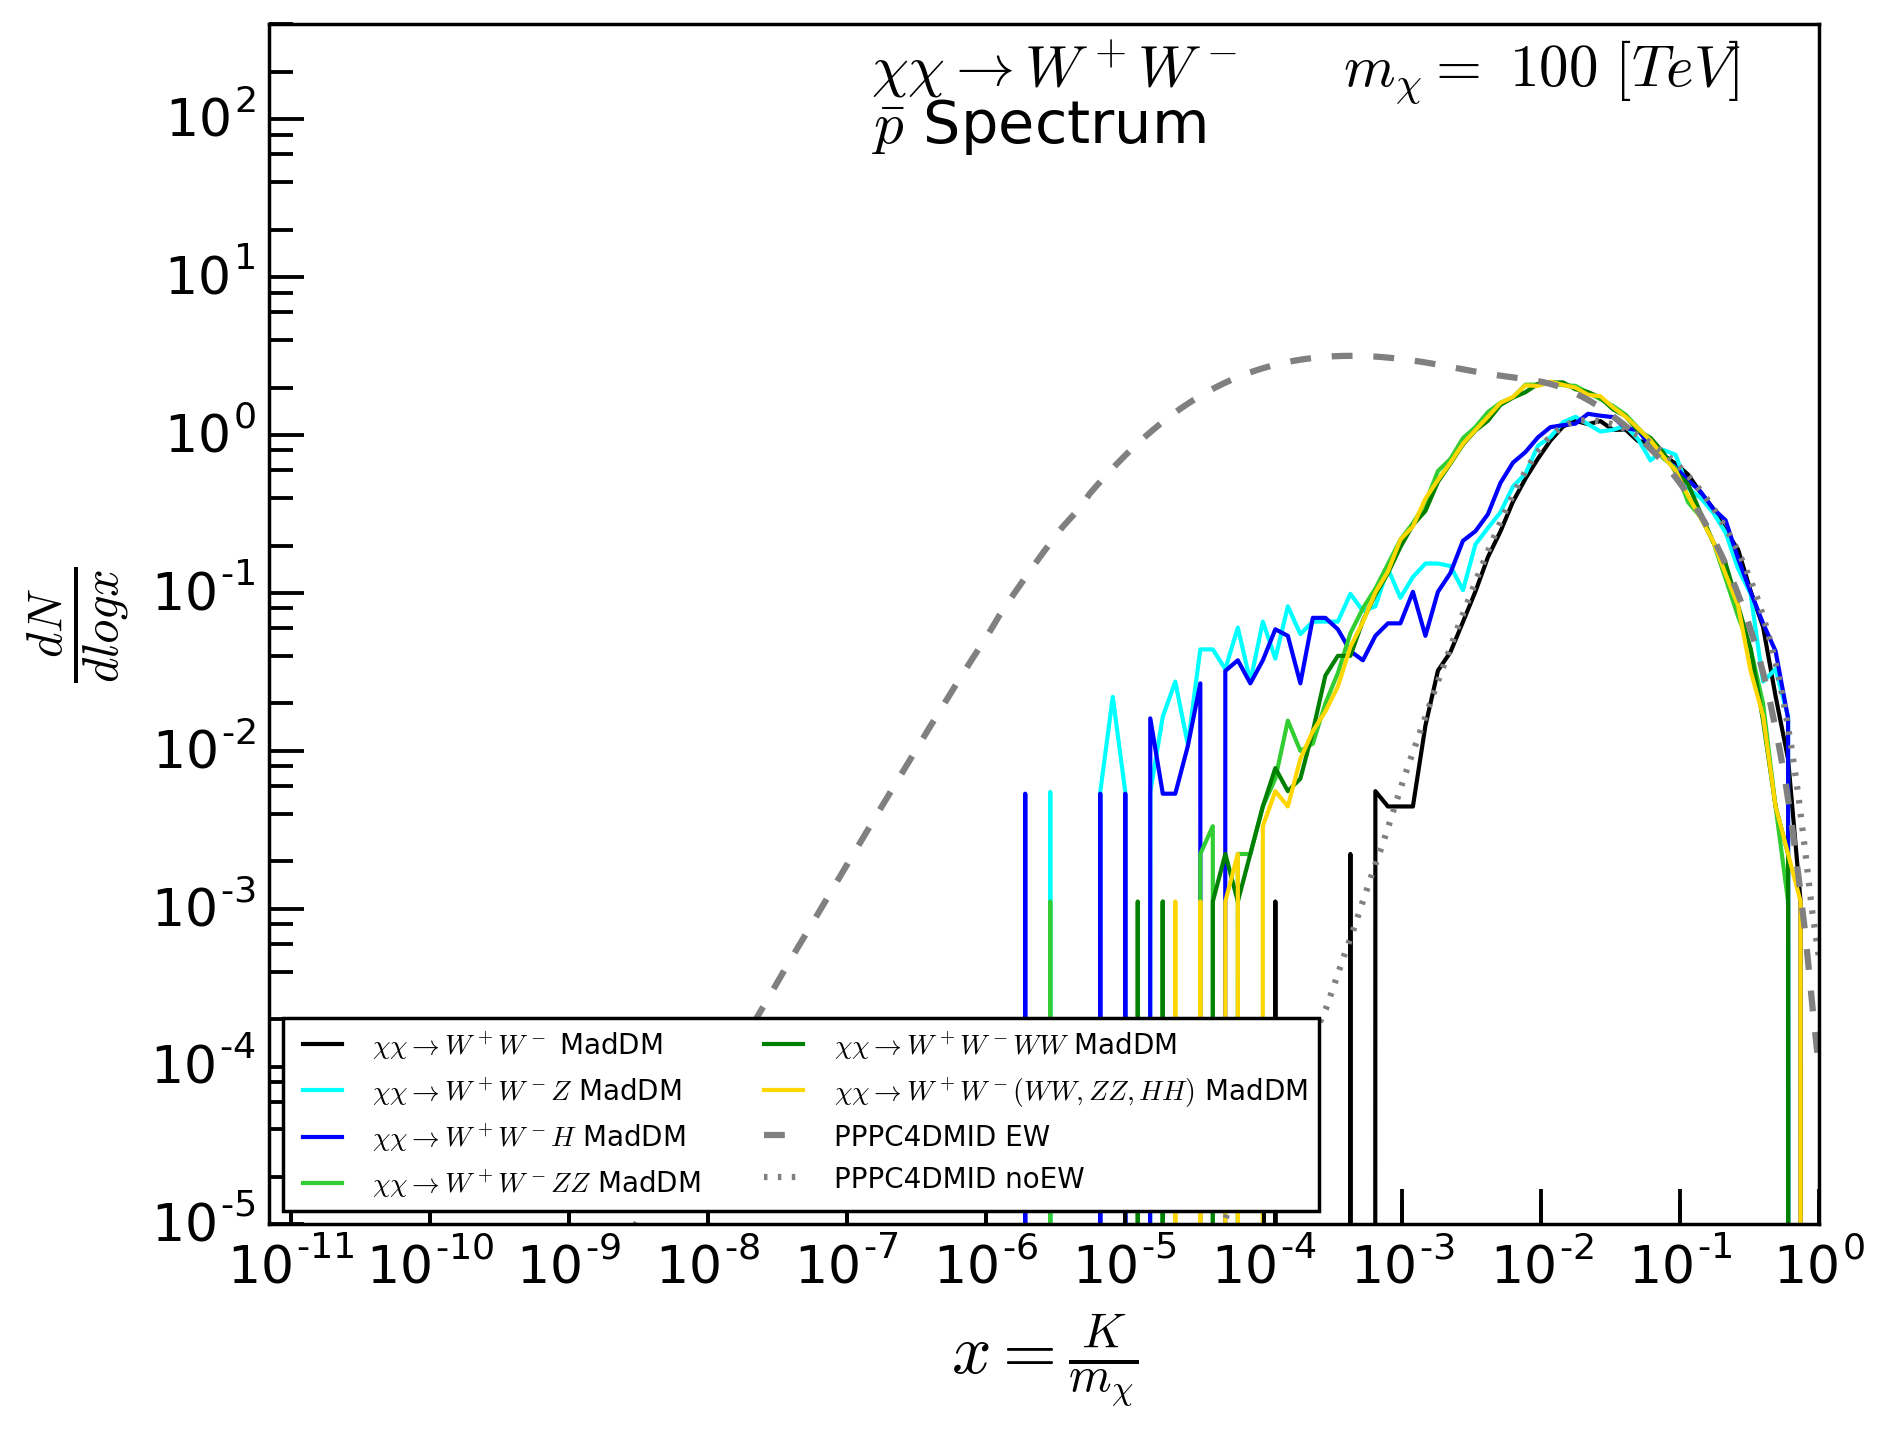 χχ → W⁺W⁻ m_χ = 100 [TeV]
p̄ Spectrum
10²
10¹
10⁰
10⁻¹
10⁻²
10⁻³
10⁻⁴
10⁻⁵
dN
dlogx
χχ → W⁺W⁻ MadDM
χχ → W⁺W⁻Z MadDM
χχ → W⁺W⁻H MadDM
χχ → W⁺W⁻ZZ MadDM
χχ → W⁺W⁻WW MadDM
χχ → W⁺W⁻(WW, ZZ, HH) MadDM
PPPC4DMID EW
PPPC4DMID noEW
10⁻¹¹ 10⁻¹⁰ 10⁻⁹ 10⁻⁸ 10⁻⁷ 10⁻⁶ 10⁻⁵ 10⁻⁴ 10⁻³ 10⁻² 10⁻¹ 10⁰
x = K/m_χ